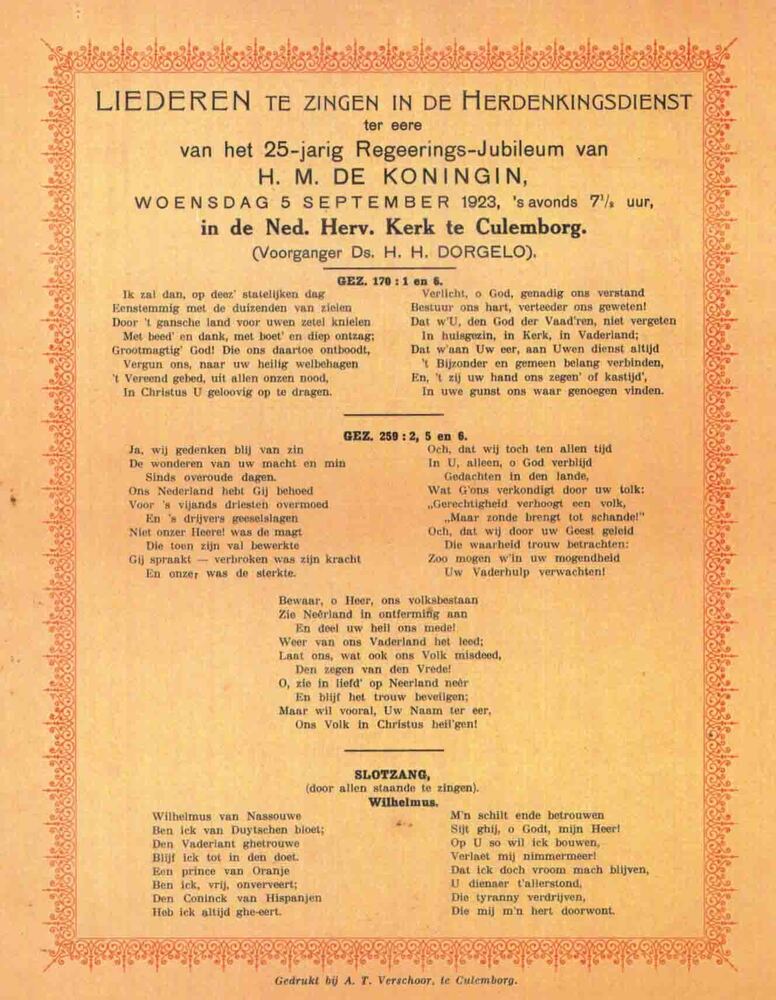 LIEDEREN TE ZINGEN IN DE HERDENKINGSDIENST
ter eere
van het 25-jarig Regeerings-Jubileum van
H. M. DE KONINGIN,
WOENSDAG 5 SEPTEMBER 1923, 's avonds 7½ uur,
in de Ned. Herv. Kerk te Culemborg.
(Voorganger Ds. H. H. DORGELO).
GEZ. 170 : 1 en 6.
Ik zal dan, op deez' statelijken dag
Eenstemmig met de duizenden van zielen
Door 't gansche land voor uwen zetel knielen
Met beed' en dank, met boet' en diep ontzag;
Grootmagtig' God! Die ons daartoe ontboodt,
Vergun ons, naar uw heilig welbehagen
't Vereend gebed, uit allen onzen nood,
In Christus U geloovig op te dragen.
Verlicht, o God, genadig ons verstand
Bestuur ons hart, verteeder ons geweten!
Dat w'U, den God der Vaad'ren, niet vergeten
In huisgezin, in Kerk, in Vaderland;
Dat w'aan Uw eer, aan Uwen dienst altijd
't Bijzonder en gemeen belang verbinden,
En, 't zij uw hand ons zegen' of kastijd',
In uwe gunst ons waar genoegen vinden.
GEZ. 259 : 2, 5 en 6.
Ja, wij gedenken blij van zin
De wonderen van uw macht en min
Sinds overoude dagen.
Ons Nederland hebt Gij behoed
Voor 's vijands driesten overmoed
En 's drijvers geeselslagen
Niet onzer Heere! was de magt
Die toen zijn val bewerkte
Gij spraakt — verbroken was zijn kracht
En onzer was de sterkte.
Och, dat wij toch ten allen tijd
In U, alleen, o God verblijd
Gedachten in den lande,
Wat G'ons verkondigt door uw tolk:
„Gerechtigheid verhoogt een volk,
„Maar zonde brengt tot schande!"
Och, dat wij door uw Geest geleid
Die waarheid trouw betrachten:
Zoo mogen w'in uw mogendheid
Uw Vaderhulp verwachten!
Bewaar, o Heer, ons volksbestaan
Zie Neêrland in ontferming aan
En deel uw heil ons mede!
Weer van ons Vaderland het leed;
Laat ons, wat ook ons Volk misdeed,
Den zegen van den Vrede!
O, zie in liefd' op Neerland neêr
En blijf het trouw beveiligen;
Maar wil vooral, Uw Naam ter eer,
Ons Volk in Christus heil'gen!
SLOTZANG,
(door allen staande te zingen).
Wilhelmus.
Wilhelmus van Nassouwe
Ben ick van Duytschen bloet;
Den Vaderlant ghetrouwe
Blijf ick tot in den doet.
Een prince van Oranje
Ben ick, vrij, onverveert;
Den Coninck van Hispanjen
Heb ick altijd ghe-eert.
M'n schilt ende betrouwen
Sijt ghij, o Godt, mijn Heer!
Op U so wil ick bouwen,
Verlaet mij nimmermeer!
Dat ick doch vroom mach blijven,
U dienaer t'allerstond,
Die tyranny verdrijven,
Die mij m'n hert doorwont.
Gedrukt bij A. T. Verschoor, te Culemborg.